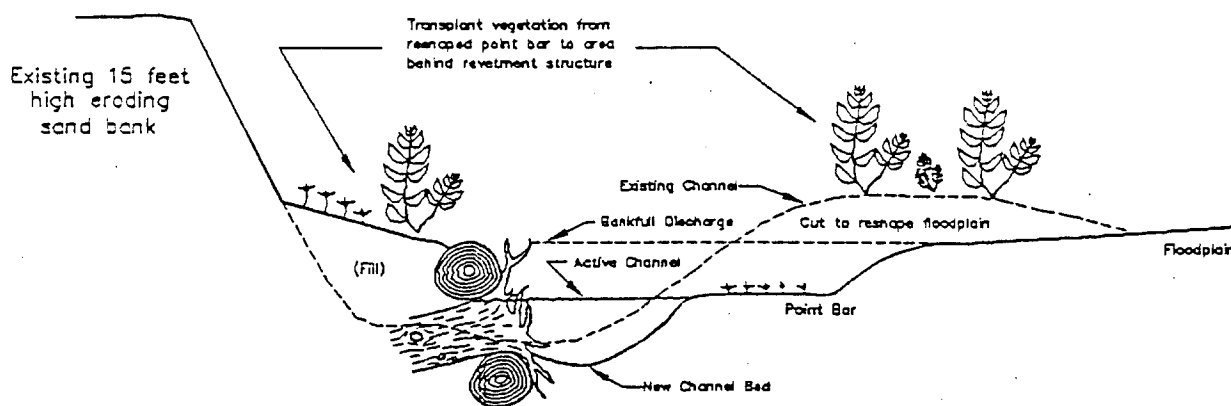 Transplant vegetation from
reshaped point bar to area
behind revetment structure
Existing 15 feet
high eroding
sand bank
Existing Channel
Bankfull Discharge
Cut to reshape floodplain
Floodplain
(Fill)
Active Channel
Point Bar
New Channel Bed